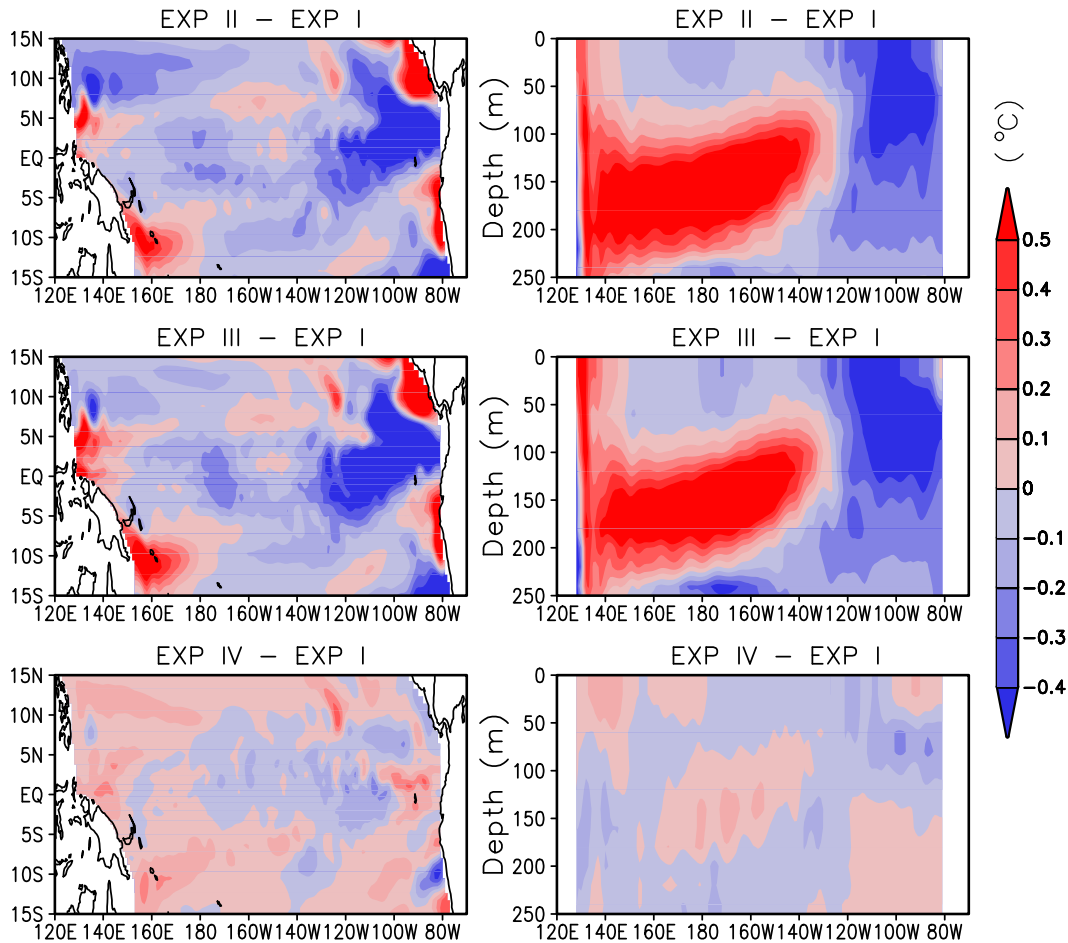 EXP II – EXP I
15N
10N
5N
EQ
5S
10S
15S
120E 140E 160E 180 160W 140W 120W 100W 80W
EXP II – EXP I
Depth (m)
0
50
100
150
200
250
120E 140E 160E 180 160W 140W 120W 100W 80W
EXP III – EXP I
15N
10N
5N
EQ
5S
10S
15S
120E 140E 160E 180 160W 140W 120W 100W 80W
EXP III – EXP I
Depth (m)
0
50
100
150
200
250
120E 140E 160E 180 160W 140W 120W 100W 80W
EXP IV – EXP I
15N
10N
5N
EQ
5S
10S
15S
120E 140E 160E 180 160W 140W 120W 100W 80W
EXP IV – EXP I
Depth (m)
0
50
100
150
200
250
120E 140E 160E 180 160W 140W 120W 100W 80W
(°C)
0.5
0.4
0.3
0.2
0.1
0
−0.1
−0.2
−0.3
−0.4